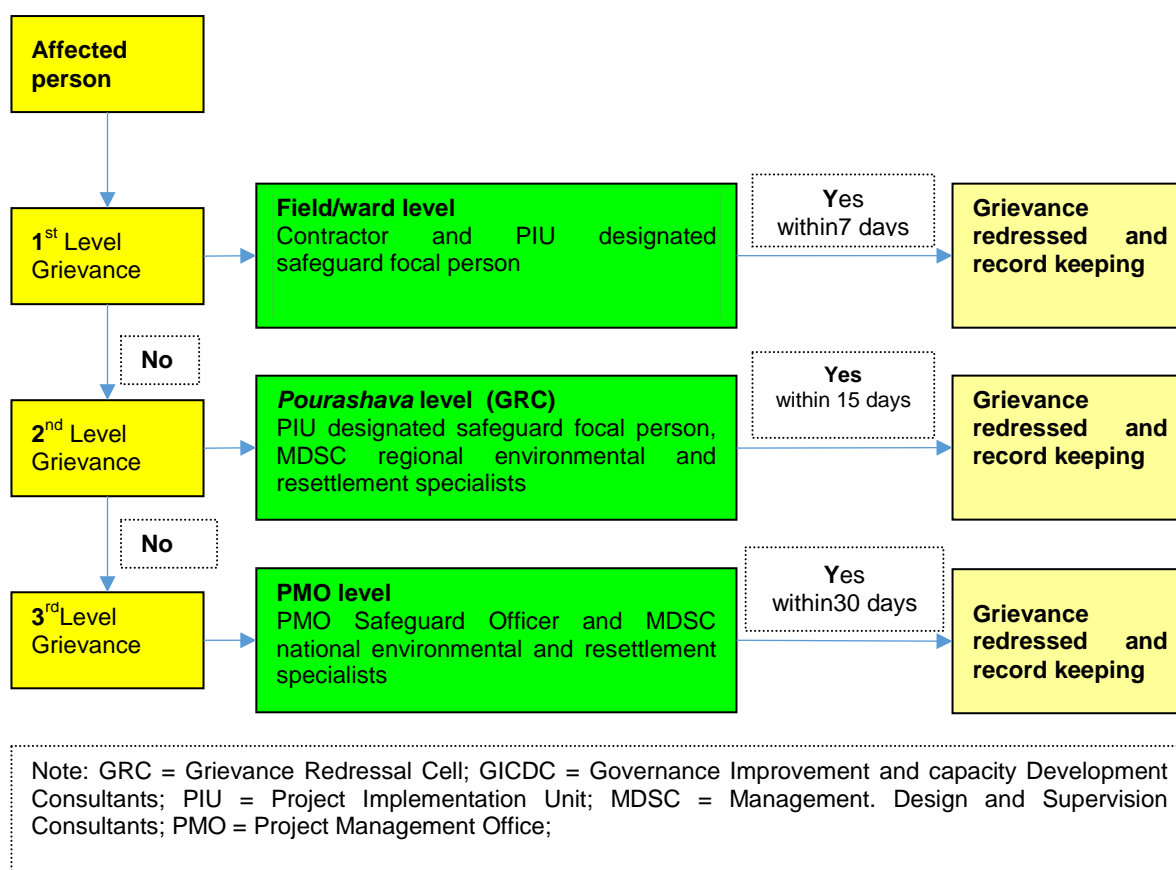 Affected
person
1st Level
Grievance
Field/ward level
Contractor and PIU designated
safeguard focal person
Yes
within7 days
Grievance
redressed and
record keeping
No
2nd Level
Grievance
Pourashava level (GRC)
PIU designated safeguard focal person,
MDSC regional environmental and
resettlement specialists
Yes
within 15 days
Grievance
redressed and
record keeping
No
3rdLevel
Grievance
PMO level
PMO Safeguard Officer and MDSC
national environmental and resettlement
specialists
Yes
within30 days
Grievance
redressed and
record keeping
Note: GRC = Grievance Redressal Cell; GICDC = Governance Improvement and capacity Development
Consultants; PIU = Project Implementation Unit; MDSC = Management. Design and Supervision
Consultants; PMO = Project Management Office;